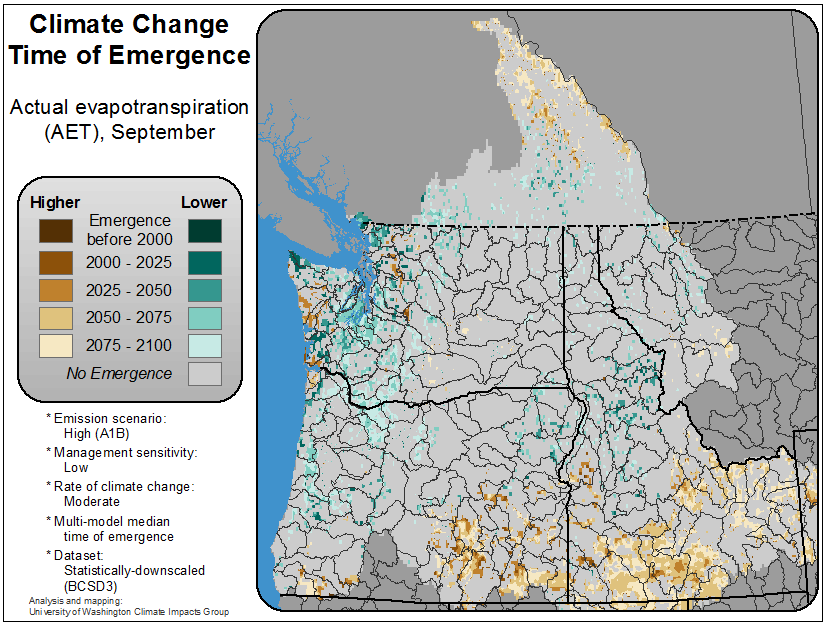 Climate Change
Time of Emergence
Actual evapotranspiration
(AET), September
Higher
Lower
Emergence
before 2000
2000 - 2025
2025 - 2050
2050 - 2075
2075 - 2100
No Emergence
* Emission scenario:
High (A1B)
* Management sensitivity:
Low
* Rate of climate change:
Moderate
* Multi-model median
time of emergence
* Dataset:
Statistically-downscaled
(BCSD3)
Analysis and mapping:
University of Washington Climate Impacts Group